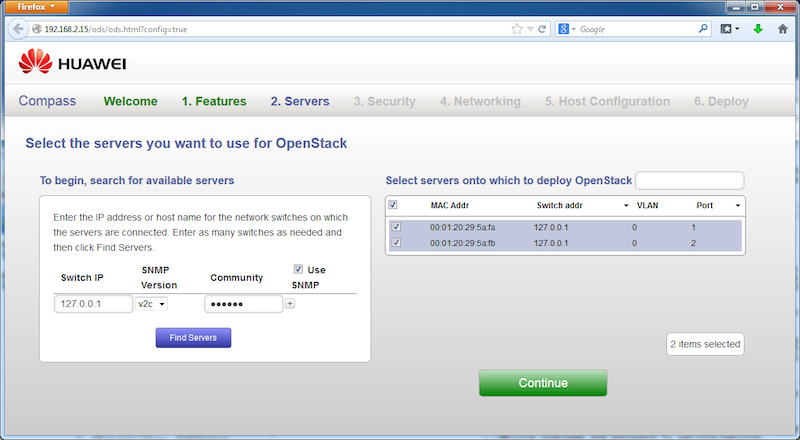 Firefox
192.168.2.15/ods/ods.html?config=true
Google
HUAWEI
Compass Welcome 1. Features 2. Servers 3. Security 4. Networking 5. Host Configuration 6. Deploy
Select the servers you want to use for OpenStack
To begin, search for available servers
Enter the IP address or host name for the network switches on which
the servers are connected. Enter as many switches as needed and
then click Find Servers.
Switch IP SNMP Version Community Use SNMP
127.0.0.1 v2c ●●●●●● +
Find Servers
Select servers onto which to deploy OpenStack
MAC Addr Switch addr VLAN Port
00:01:20:29:5a:fa 127.0.0.1 0 1
00:01:20:29:5a:fb 127.0.0.1 0 2
2 items selected
Continue